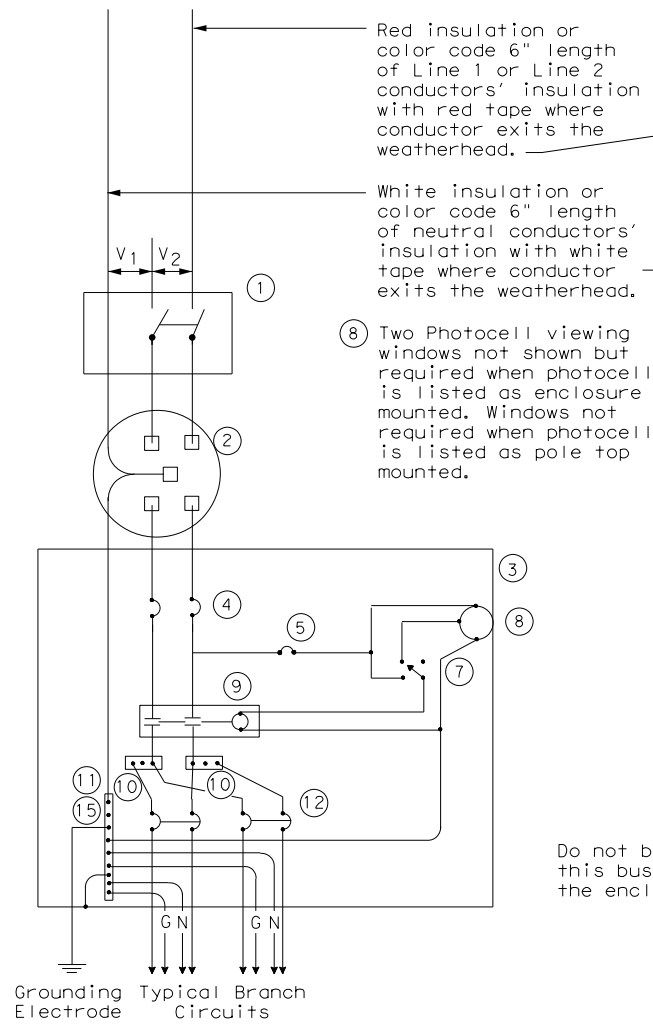 Red insulation or
color code 6" length
of Line 1 or Line 2
conductors' insulation
with red tape where
conductor exits the
weatherhead.
White insulation or
color code 6" length
of neutral conductors'
insulation with white
tape where conductor
exits the weatherhead.
V1 V2
1
8 Two Photocell viewing
windows not shown but
required when photocell
is listed as enclosure
mounted. Windows not
required when photocell
is listed as pole top
mounted.
2
3
4
5
8
7
9
11 10 10
15 12
Do not b
this bus
the encl
G N G N
Grounding
Electrode
Typical Branch
Circuits